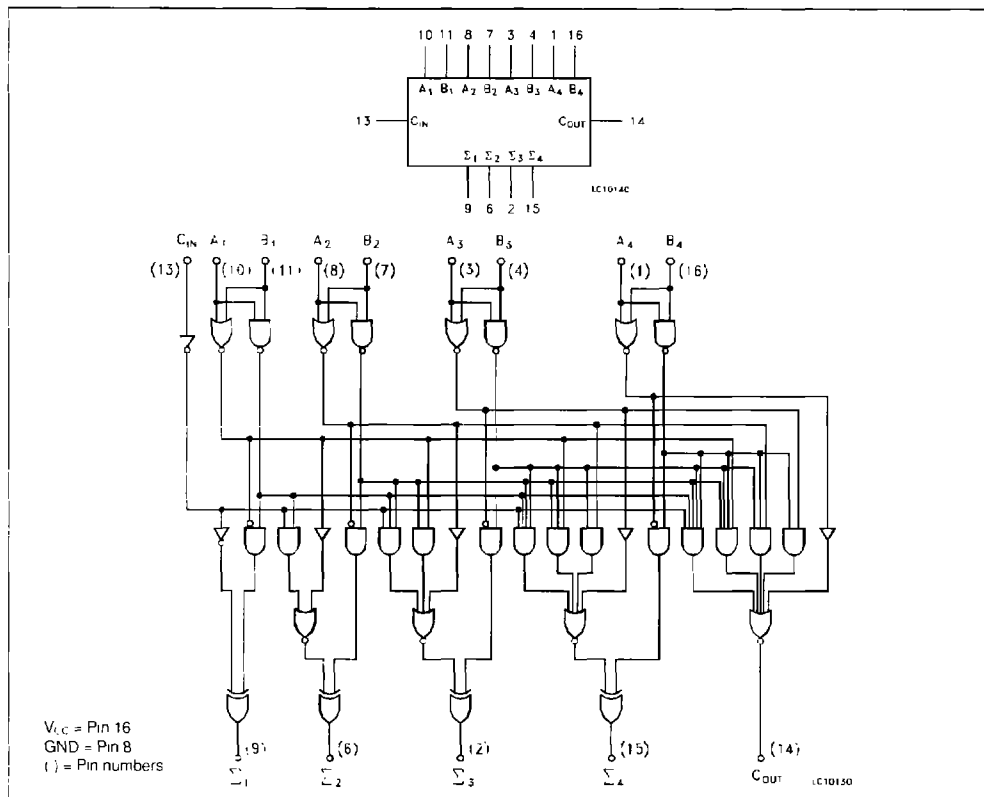 10 11 8 7 3 4 1 16
A1 B1 A2 B2 A3 B3 A4 B4
13 CIN COUT 14
Σ1 Σ2 Σ3 Σ4
LC10140
9 6 2 15
CIN A1 B1 A2 B2 A3 B3 A4 B4
(13) (10) (11) (8) (7) (3) (4) (1) (16)
VCC = Pin 16
GND = Pin 8
( ) = Pin numbers
(9) (6) (2) (15) (14)
Σ1 Σ2 Σ3 Σ4 COUT
LC10150